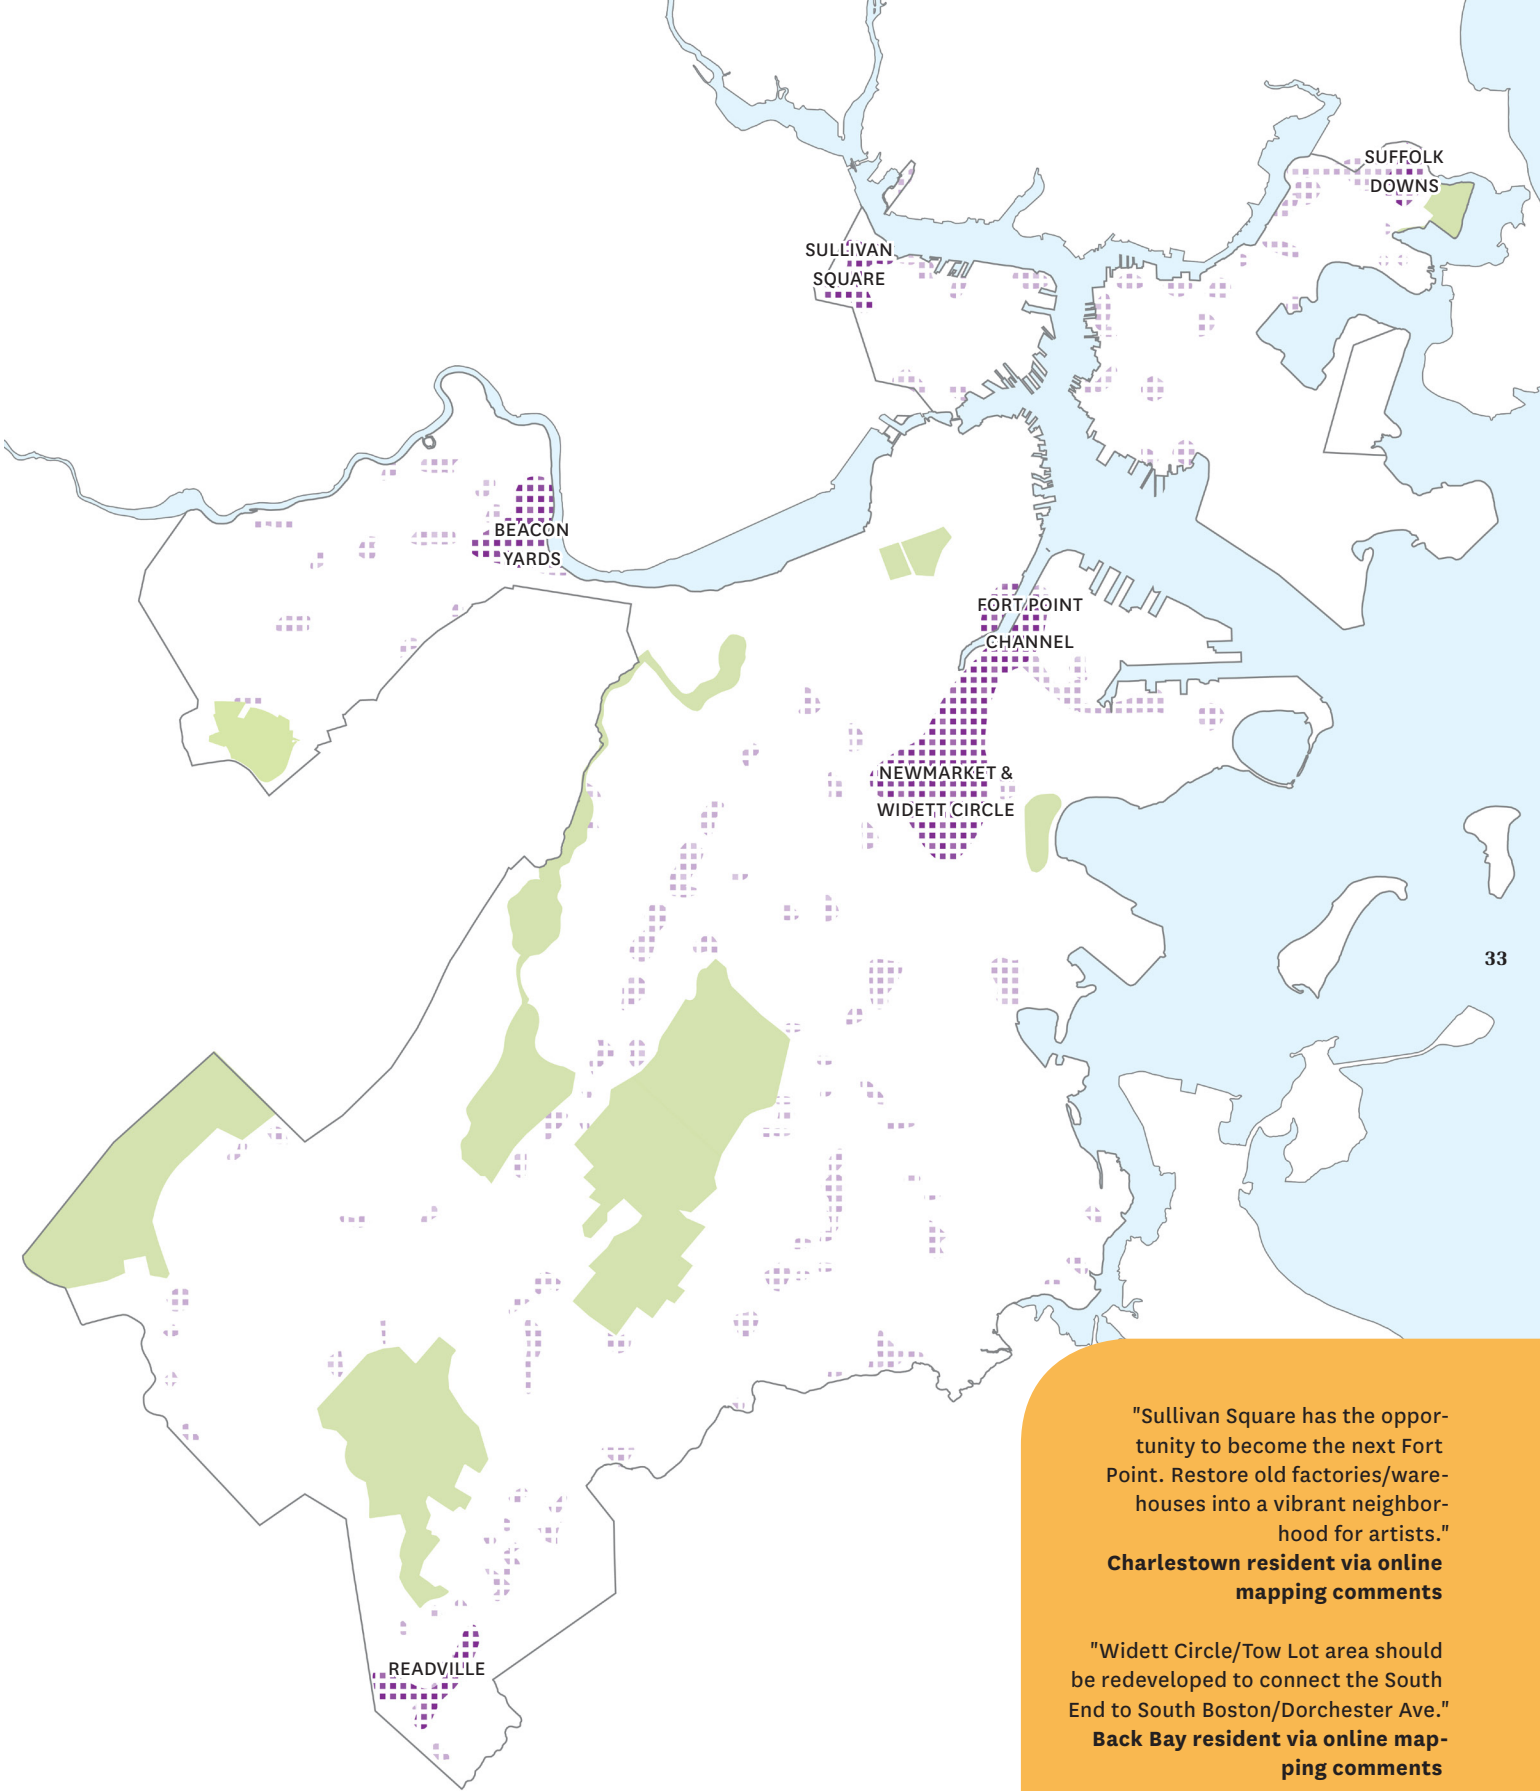 SUFFOLK
DOWNS
SULLIVAN
SQUARE
BEACON
YARDS
FORT POINT
CHANNEL
NEWMARKET &
WIDETT CIRCLE
33
READVILLE
"Sullivan Square has the oppor-
tunity to become the next Fort
Point. Restore old factories/ware-
houses into a vibrant neighbor-
hood for artists."
Charlestown resident via online
mapping comments
"Widett Circle/Tow Lot area should
be redeveloped to connect the South
End to South Boston/Dorchester Ave."
Back Bay resident via online map-
ping comments